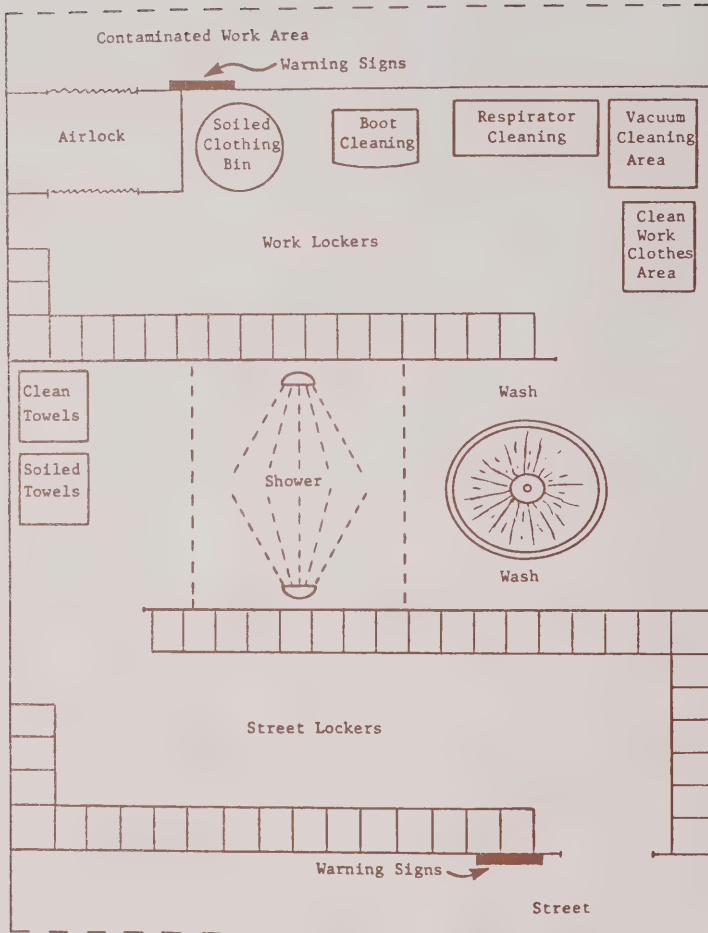 Contaminated Work Area
Warning Signs
Airlock
Soiled
Clothing
Bin
Boot
Cleaning
Respirator
Cleaning
Vacuum
Cleaning
Area
Clean
Work
Clothes
Area
Work Lockers
Clean
Towels
Soiled
Towels
Shower
Wash
Wash
Street Lockers
Warning Signs
Street